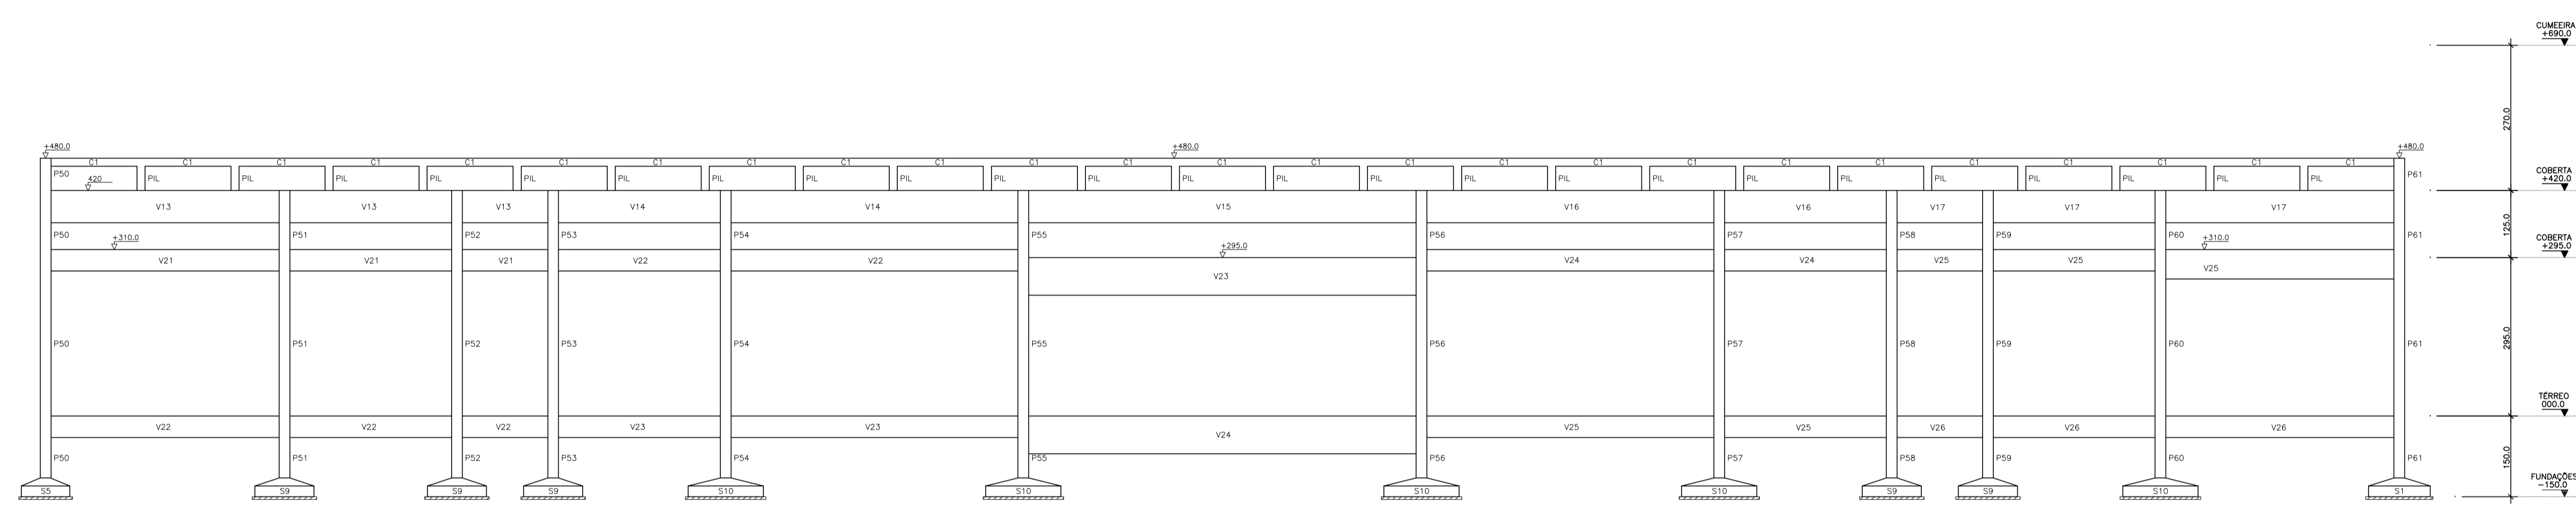 CUMEEIRA
+690.0
270.0
+480.0 +480.0 +480.0
C1 C1 C1 C1 C1 C1 C1 C1 C1 C1 C1 C1 C1 C1 C1 C1 C1 C1 C1 C1 C1 C1 C1 C1 C1
P50 P61
COBERTA
+420.0
420 PIL PIL PIL PIL PIL PIL PIL PIL PIL PIL PIL PIL PIL PIL PIL PIL PIL PIL PIL PIL PIL PIL PIL PIL
V13 V13 V13 V14 V14 V15 V16 V16 V17 V17 V17
125.0
P50 P51 P52 P53 P54 P55 P56 P57 P58 P59 P60 P61
+310.0 +295.0 +310.0
COBERTA
+295.0
V21 V21 V21 V22 V22 V23 V24 V24 V25 V25 V25
295.0
P50 P51 P52 P53 P54 P55 P56 P57 P58 P59 P60 P61
TÉRREO
000.0
V22 V22 V22 V23 V23 V24 V25 V25 V26 V26 V26
150.0
P50 P51 P52 P53 P54 P55 P56 P57 P58 P59 P60 P61
FUNDAÇÕES
-150.0
S5 S9 S9 S9 S10 S10 S10 S10 S9 S9 S10 S1